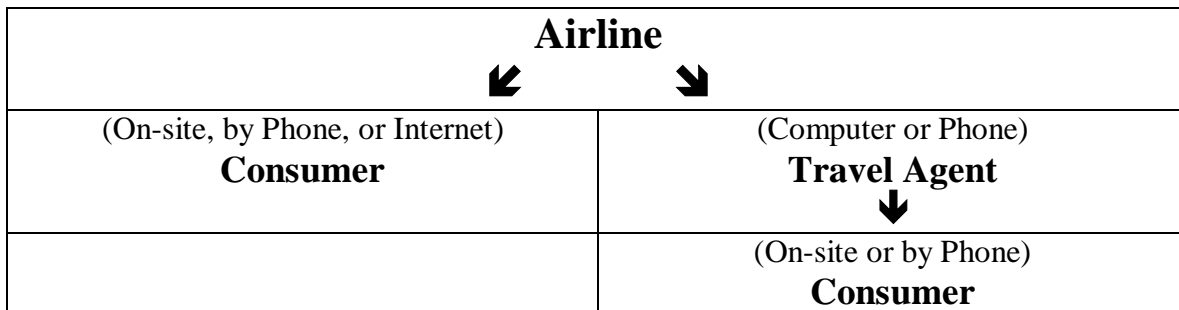 Airline
(On-site, by Phone, or Internet)
Consumer
(Computer or Phone)
Travel Agent
(On-site or by Phone)
Consumer